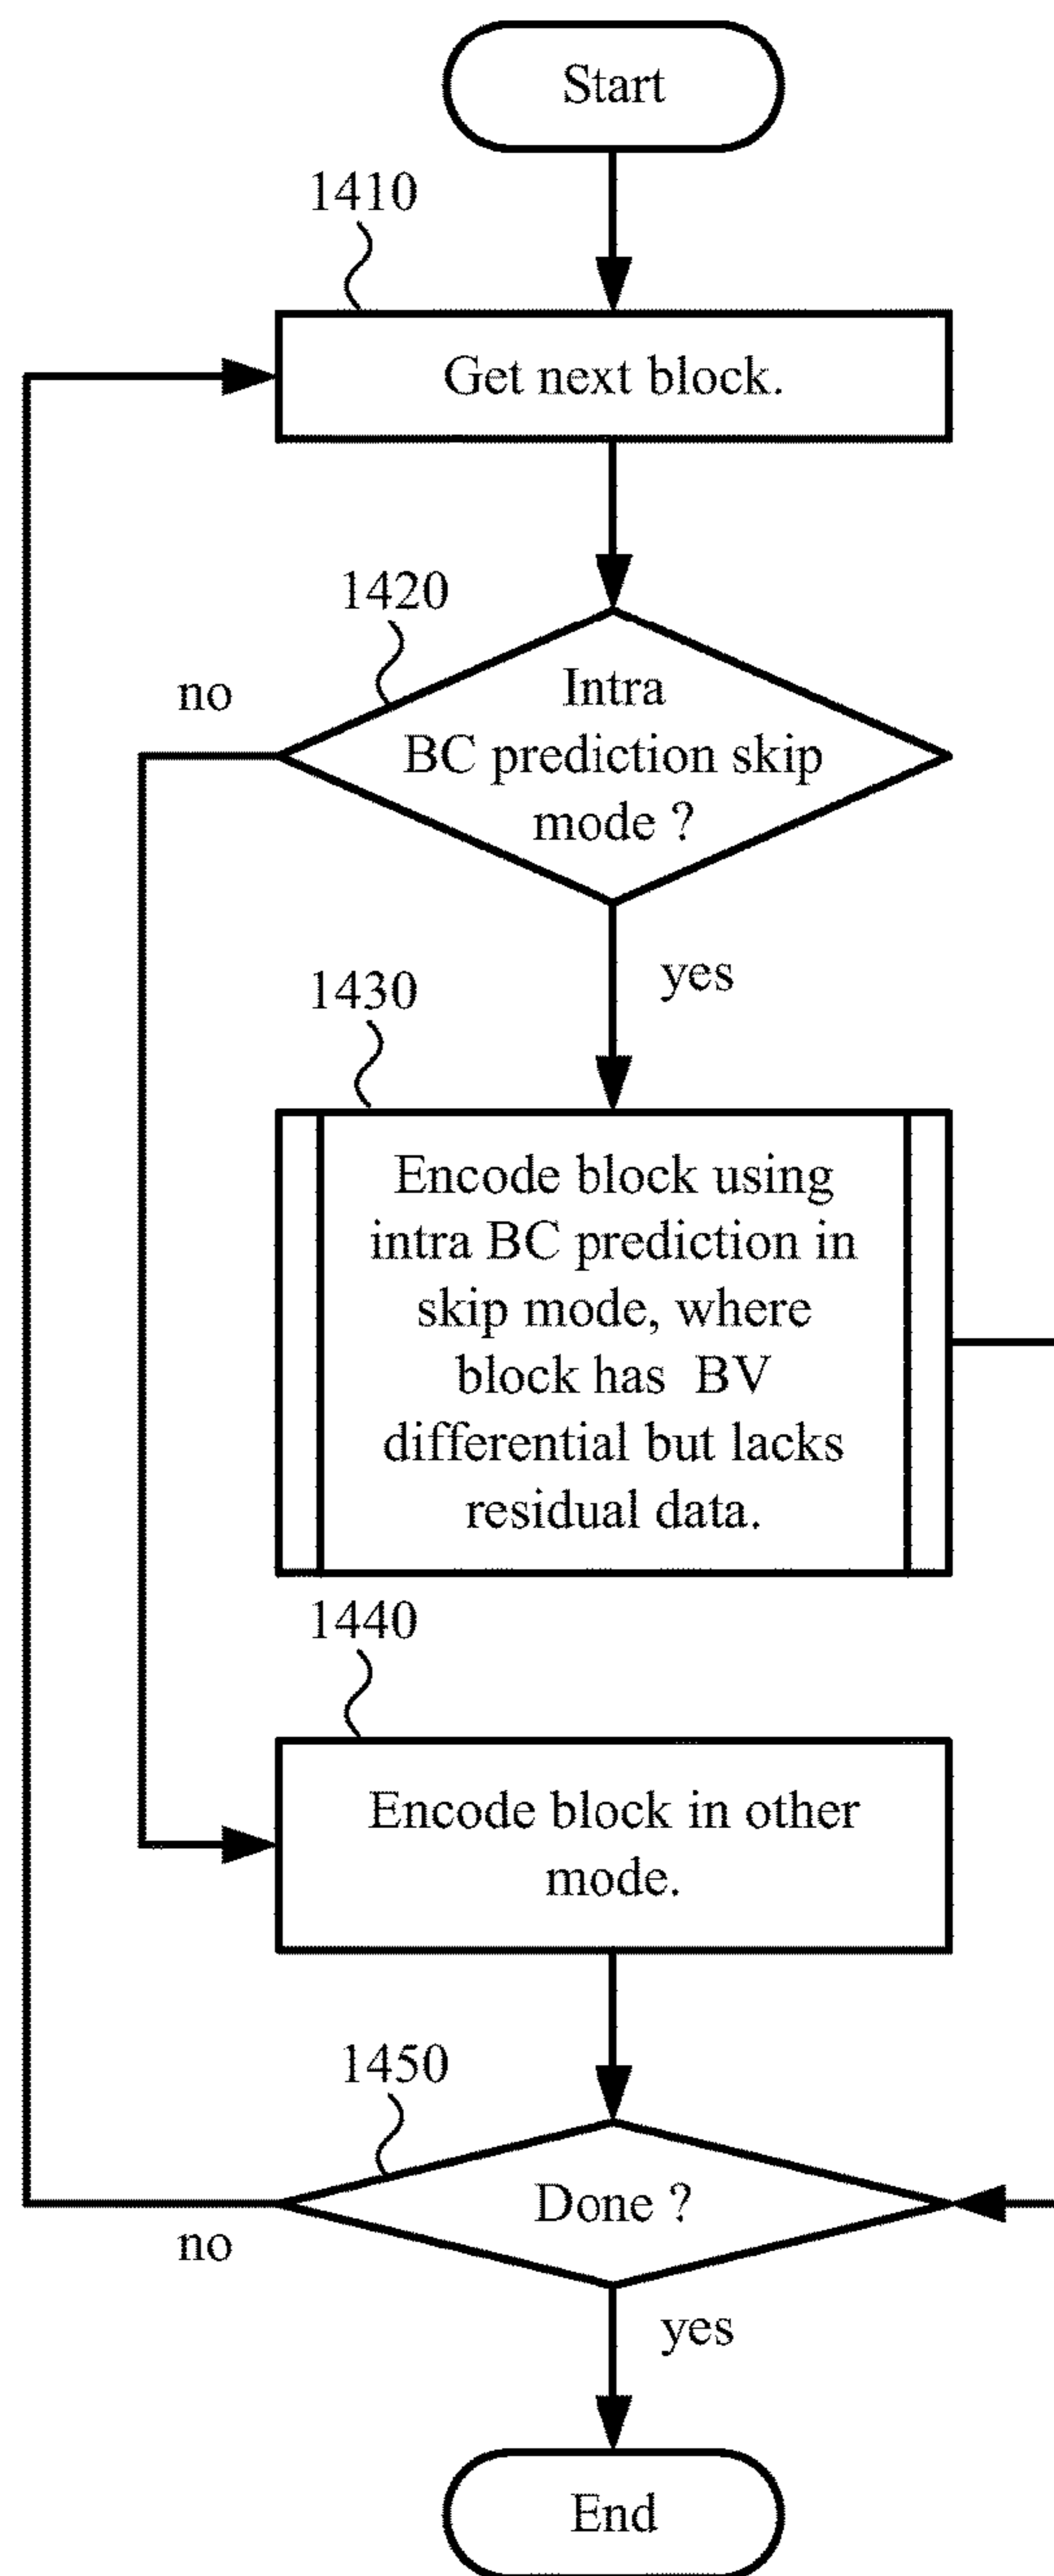 Start
1410
Get next block.
1420
no
Intra
BC prediction skip
mode ?
yes
1430
Encode block using
intra BC prediction in
skip mode, where
block has BV
differential but lacks
residual data.
1440
Encode block in other
mode.
1450
Done ?
no
yes
End